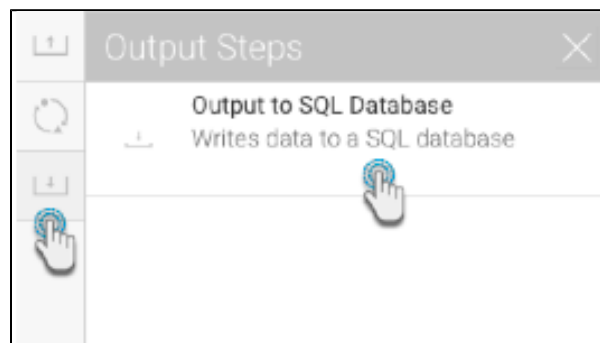 Output Steps
Output to SQL Database
Writes data to a SQL database